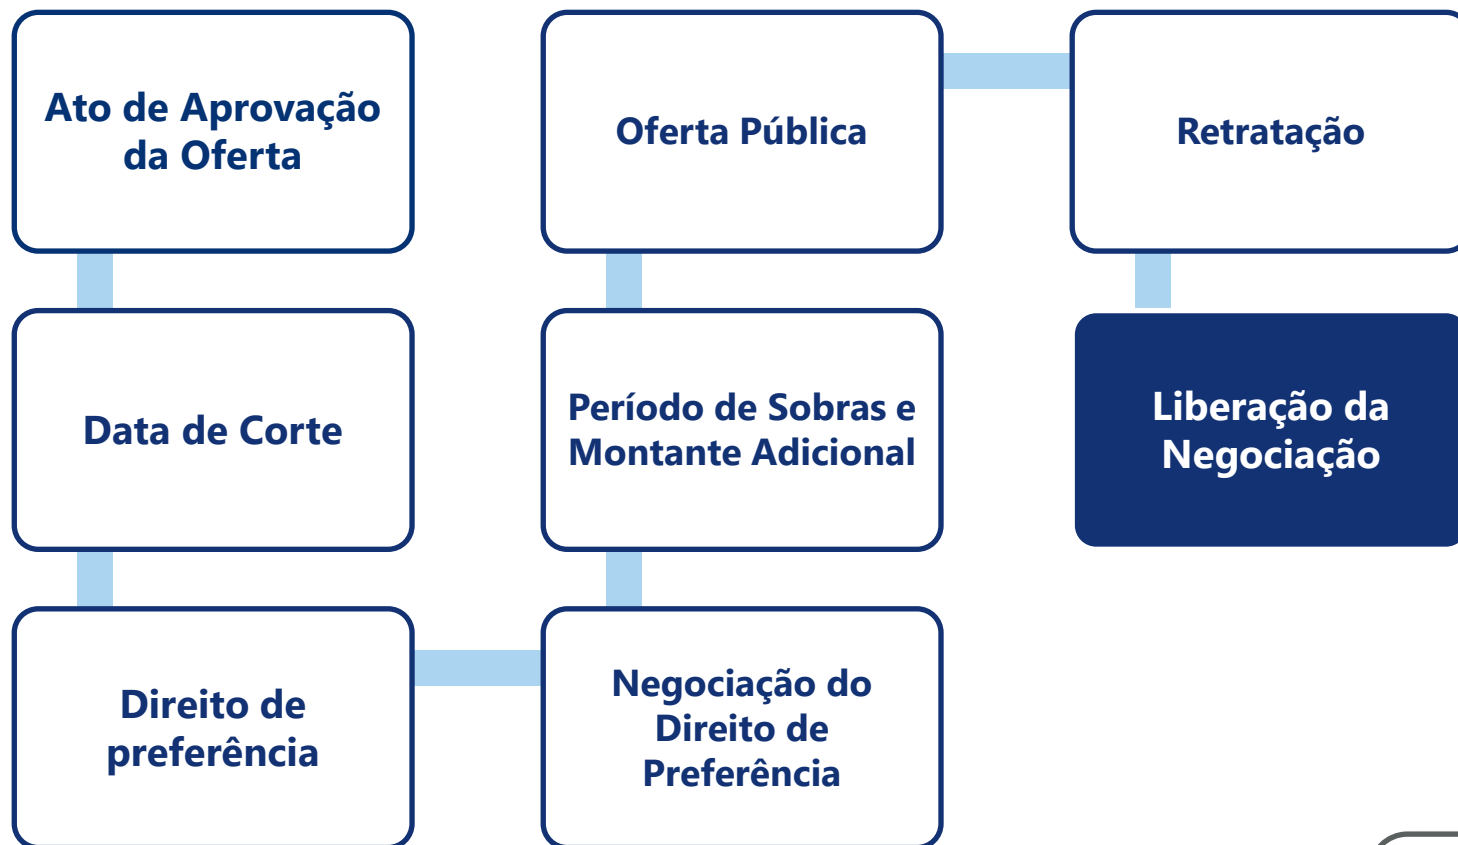 Ato de Aprovação
da Oferta
Data de Corte
Direito de
preferência
Negociação do
Direito de
Preferência
Período de Sobras e
Montante Adicional
Oferta Pública
Retratação
Liberação da
Negociação